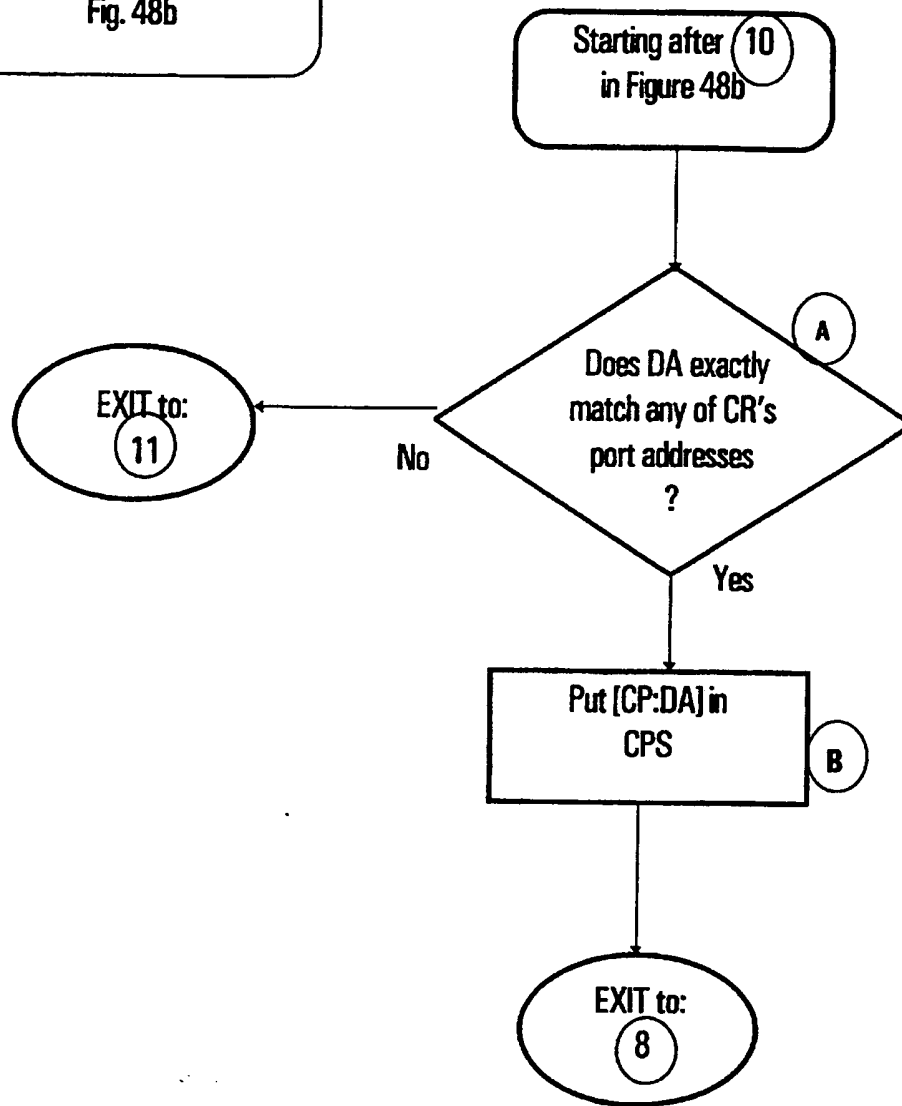 Fig. 48b
Starting after 10
in Figure 48b
A
Does DA exactly
match any of CR's
port addresses
?
EXIT to:
11
No
Yes
Put [CP:DA] in
CPS
B
EXIT to:
8